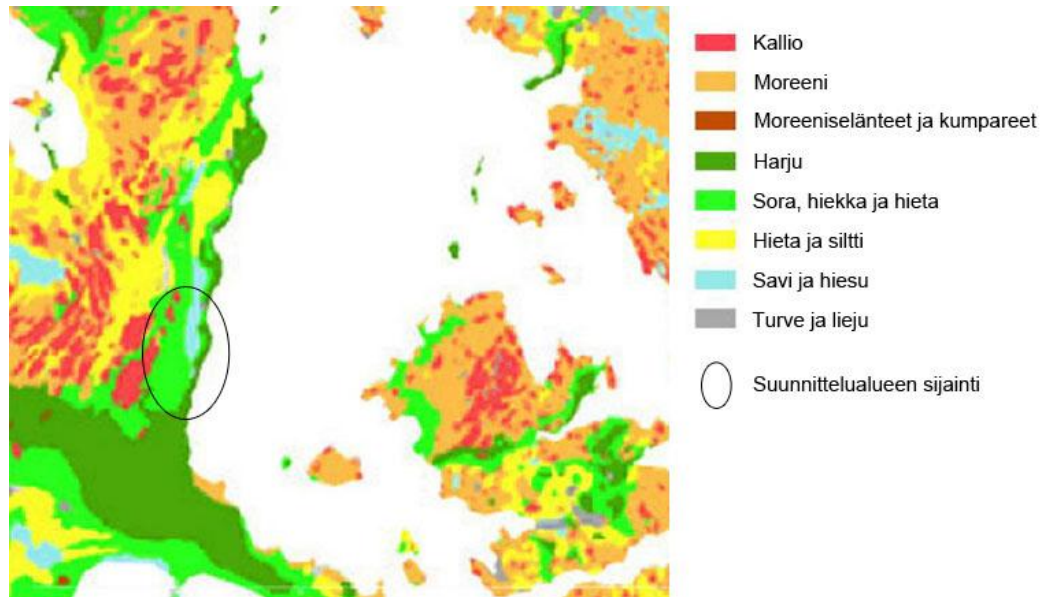 Kallio
Moreeni
Moreeniselänteet ja kumpareet
Harju
Sora, hiekka ja hieta
Hieta ja siltti
Savi ja hiesu
Turve ja lieju
Suunnittelualueen sijainti